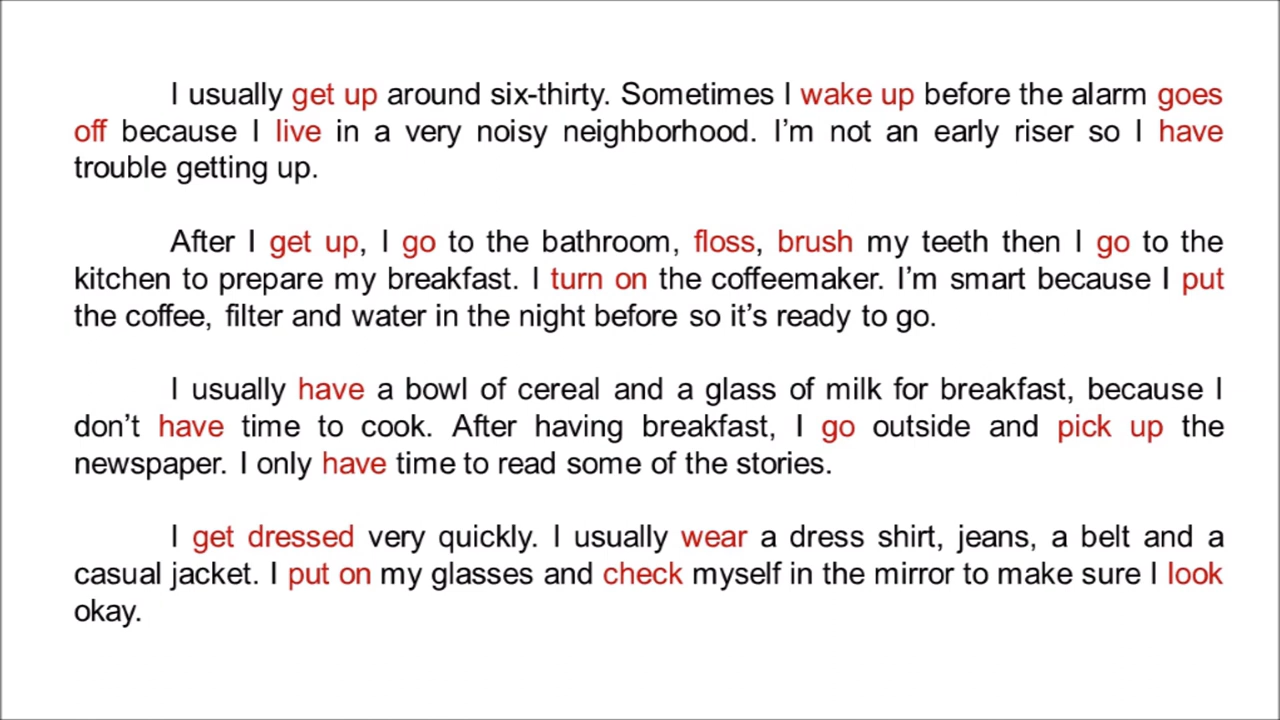 I usually get up around six-thirty. Sometimes I wake up before the alarm goes
off because I live in a very noisy neighborhood. I'm not an early riser so I have
trouble getting up.
After I get up, I go to the bathroom, floss, brush my teeth then I go to the
kitchen to prepare my breakfast. I turn on the coffeemaker. I'm smart because I put
the coffee, filter and water in the night before so it's ready to go.
I usually have a bowl of cereal and a glass of milk for breakfast, because I
don't have time to cook. After having breakfast, I go outside and pick up the
newspaper. I only have time to read some of the stories.
I get dressed very quickly. I usually wear a dress shirt, jeans, a belt and a
casual jacket. I put on my glasses and check myself in the mirror to make sure I look
okay.